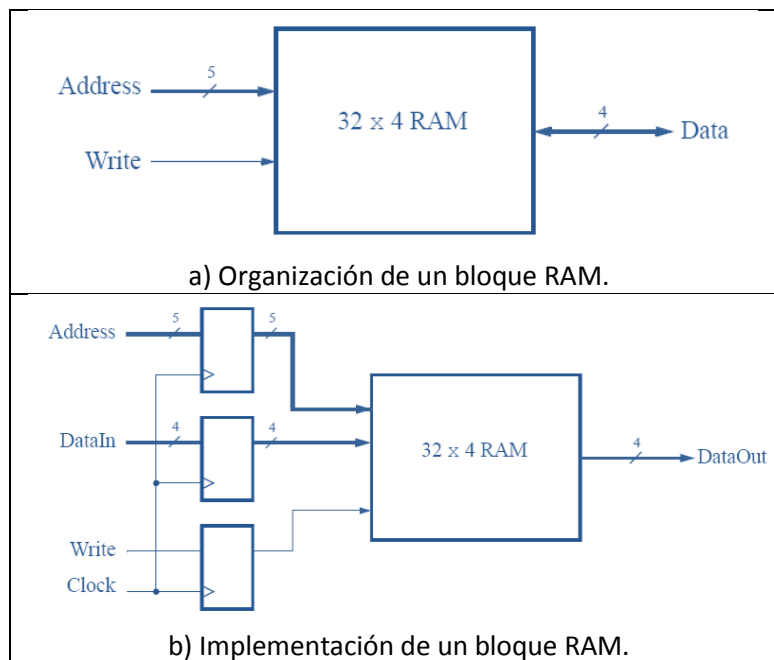 5
4
Address
32 x 4 RAM
Data
Write
a) Organización de un bloque RAM.
Address
5
5
DataIn
4
4
32 x 4 RAM
4
DataOut
Write
Clock
b) Implementación de un bloque RAM.